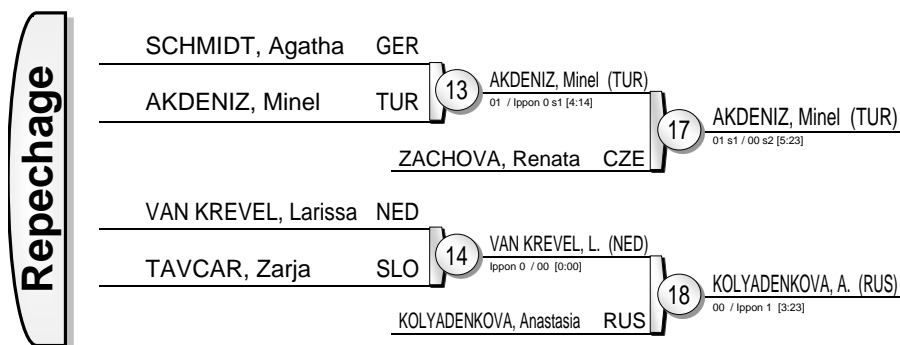 Repechage
SCHMIDT, Agatha GER
AKDENIZ, Minel TUR
13
AKDENIZ, Minel (TUR)
01 / Ippon 0 s1 [4:14]
ZACHOVA, Renata CZE
17
AKDENIZ, Minel (TUR)
01 s1 / 00 s2 [5:23]
VAN KREVEL, Larissa NED
TAVCAR, Zarja SLO
14
VAN KREVEL, L. (NED)
Ippon 0 / 00 [0:00]
KOLYADENKOVA, Anastasia RUS
18
KOLYADENKOVA, A. (RUS)
00 / Ippon 1 [3:23]